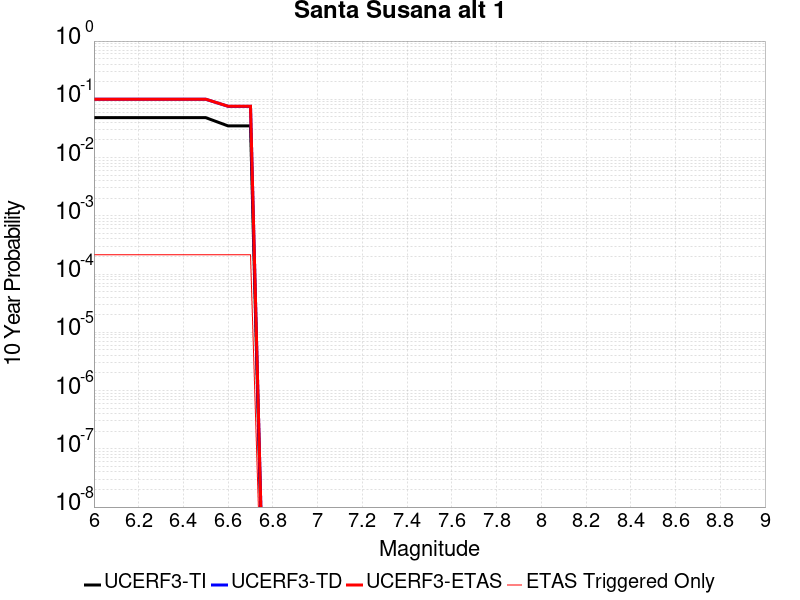 Santa Susana alt 1
10^0
10^-1
10^-2
10^-3
10^-4
10^-5
10^-6
10^-7
10^-8
10 Year Probability
6 6.2 6.4 6.6 6.8 7 7.2 7.4 7.6 7.8 8 8.2 8.4 8.6 8.8 9
Magnitude
UCERF3-TI UCERF3-TD UCERF3-ETAS ETAS Triggered Only